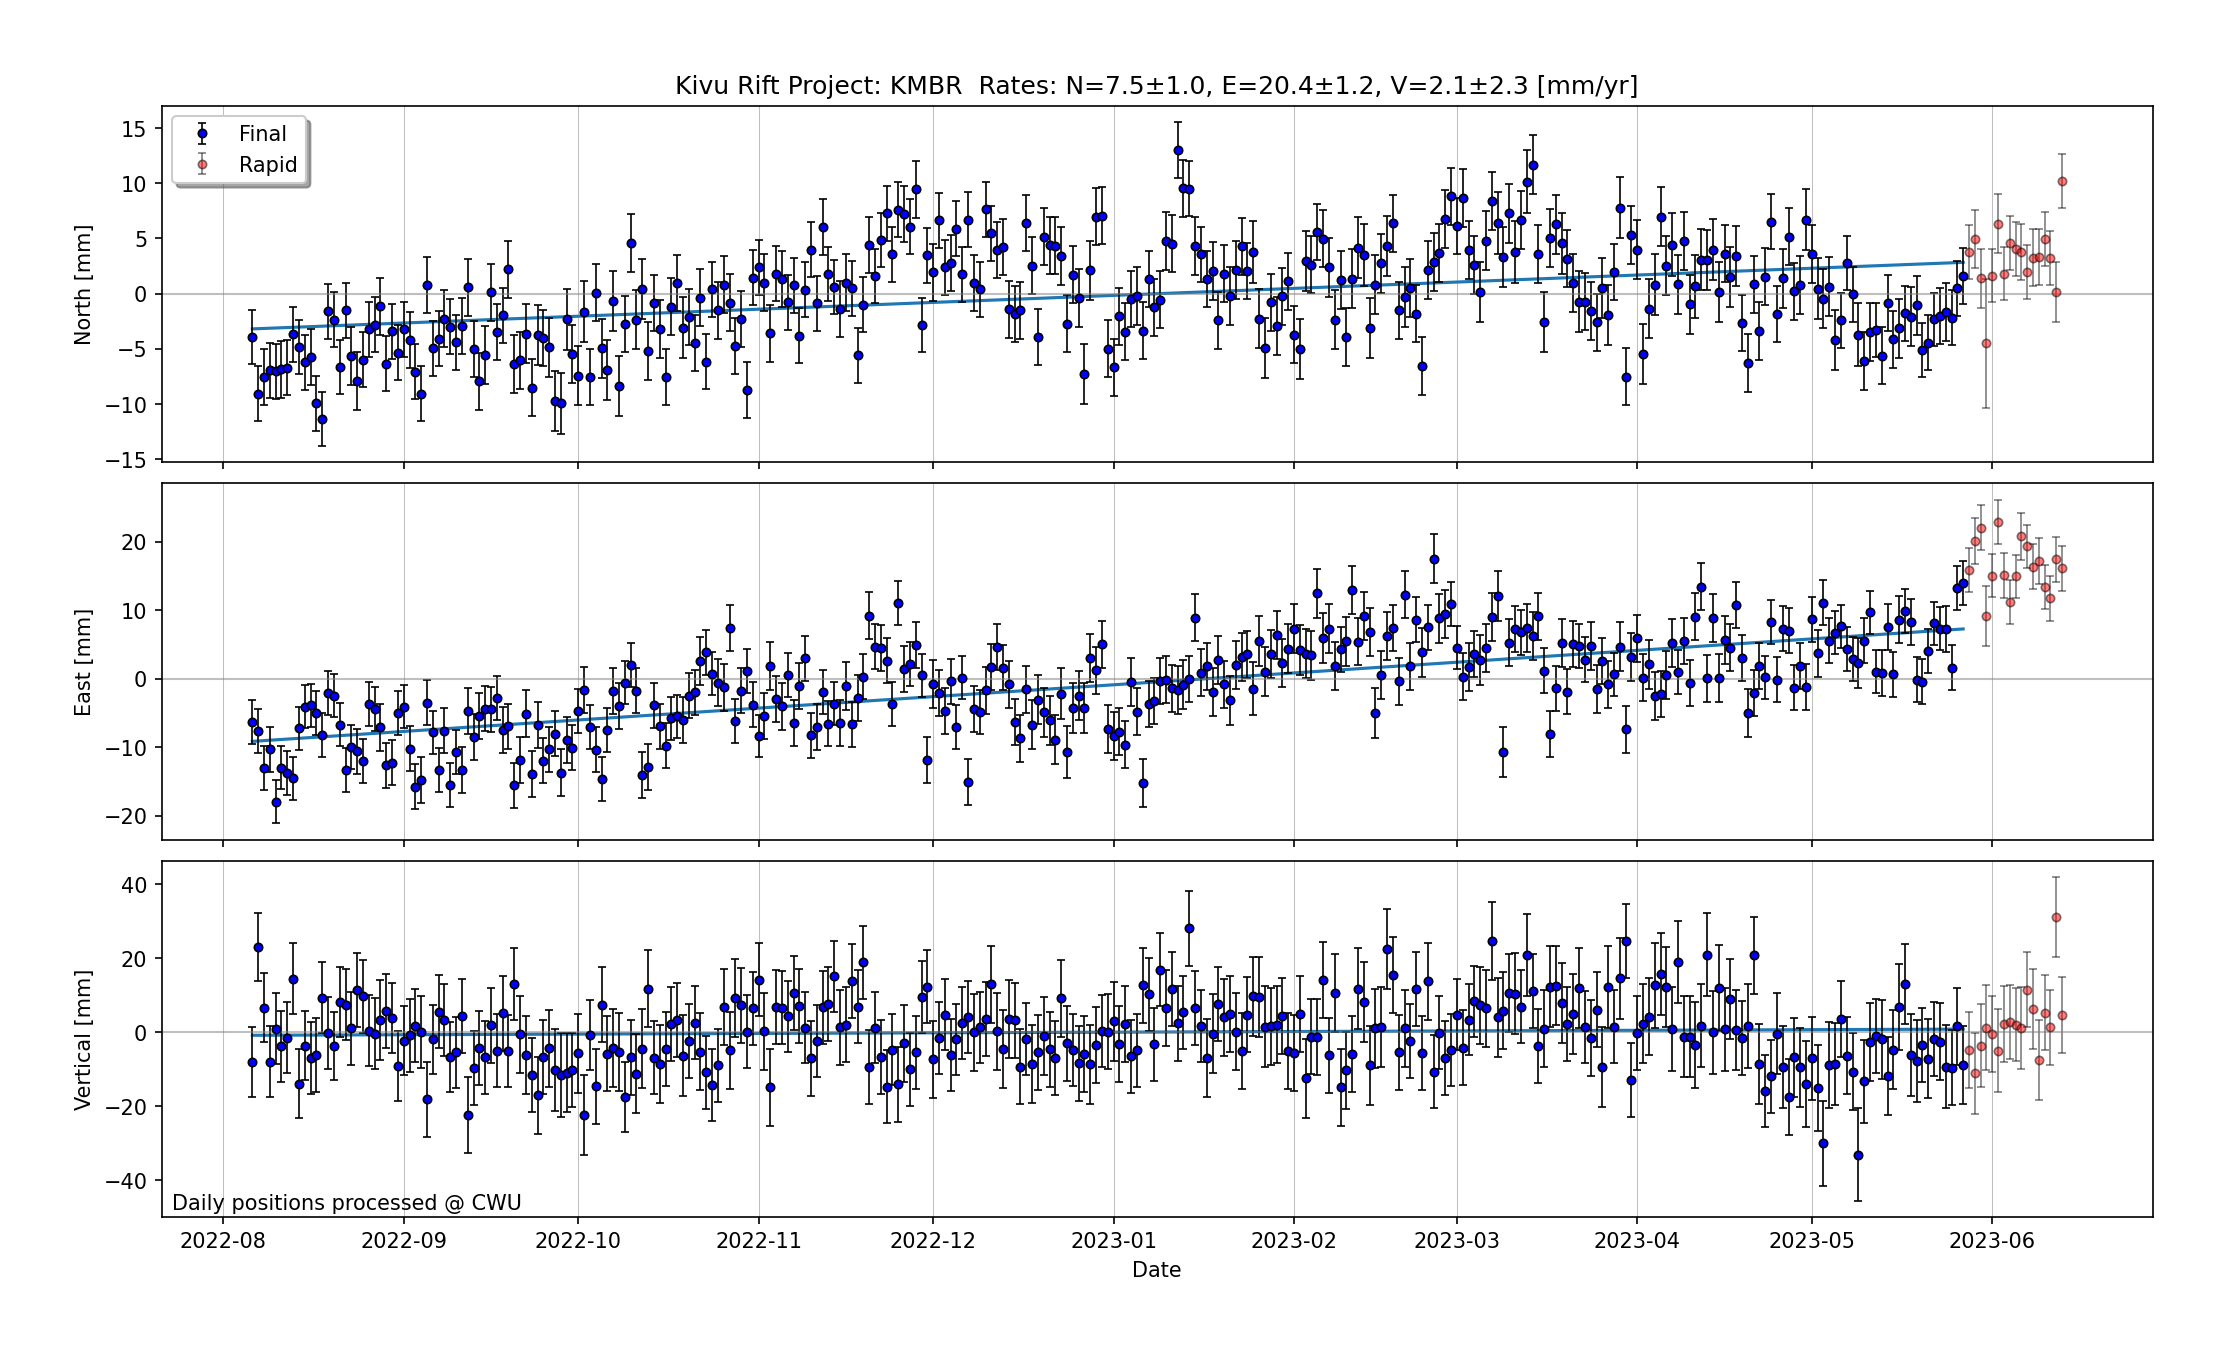 Kivu Rift Project: KMBR  Rates: N=7.5±1.0, E=20.4±1.2, V=2.1±2.3 [mm/yr]
Final
Rapid
North [mm]
15
10
5
0
−5
−10
−15
East [mm]
20
10
0
−10
−20
Vertical [mm]
40
20
0
−20
−40
Daily positions processed @ CWU
2022-08 2022-09 2022-10 2022-11 2022-12 2023-01 2023-02 2023-03 2023-04 2023-05 2023-06
Date